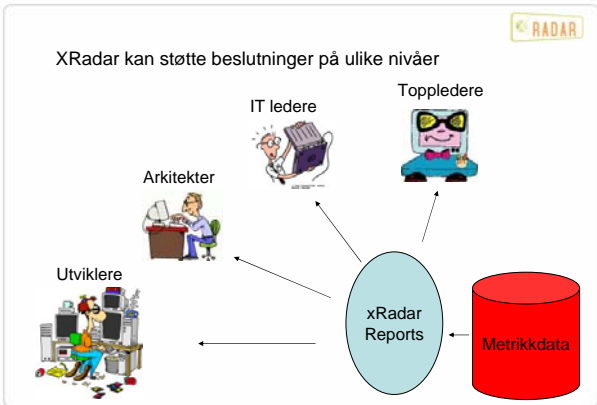 RADAR
XRadar kan støtte beslutninger på ulike nivåer
Toppledere
IT ledere
Arkitekter
Utviklere
xRadar
Reports
Metrikkdata